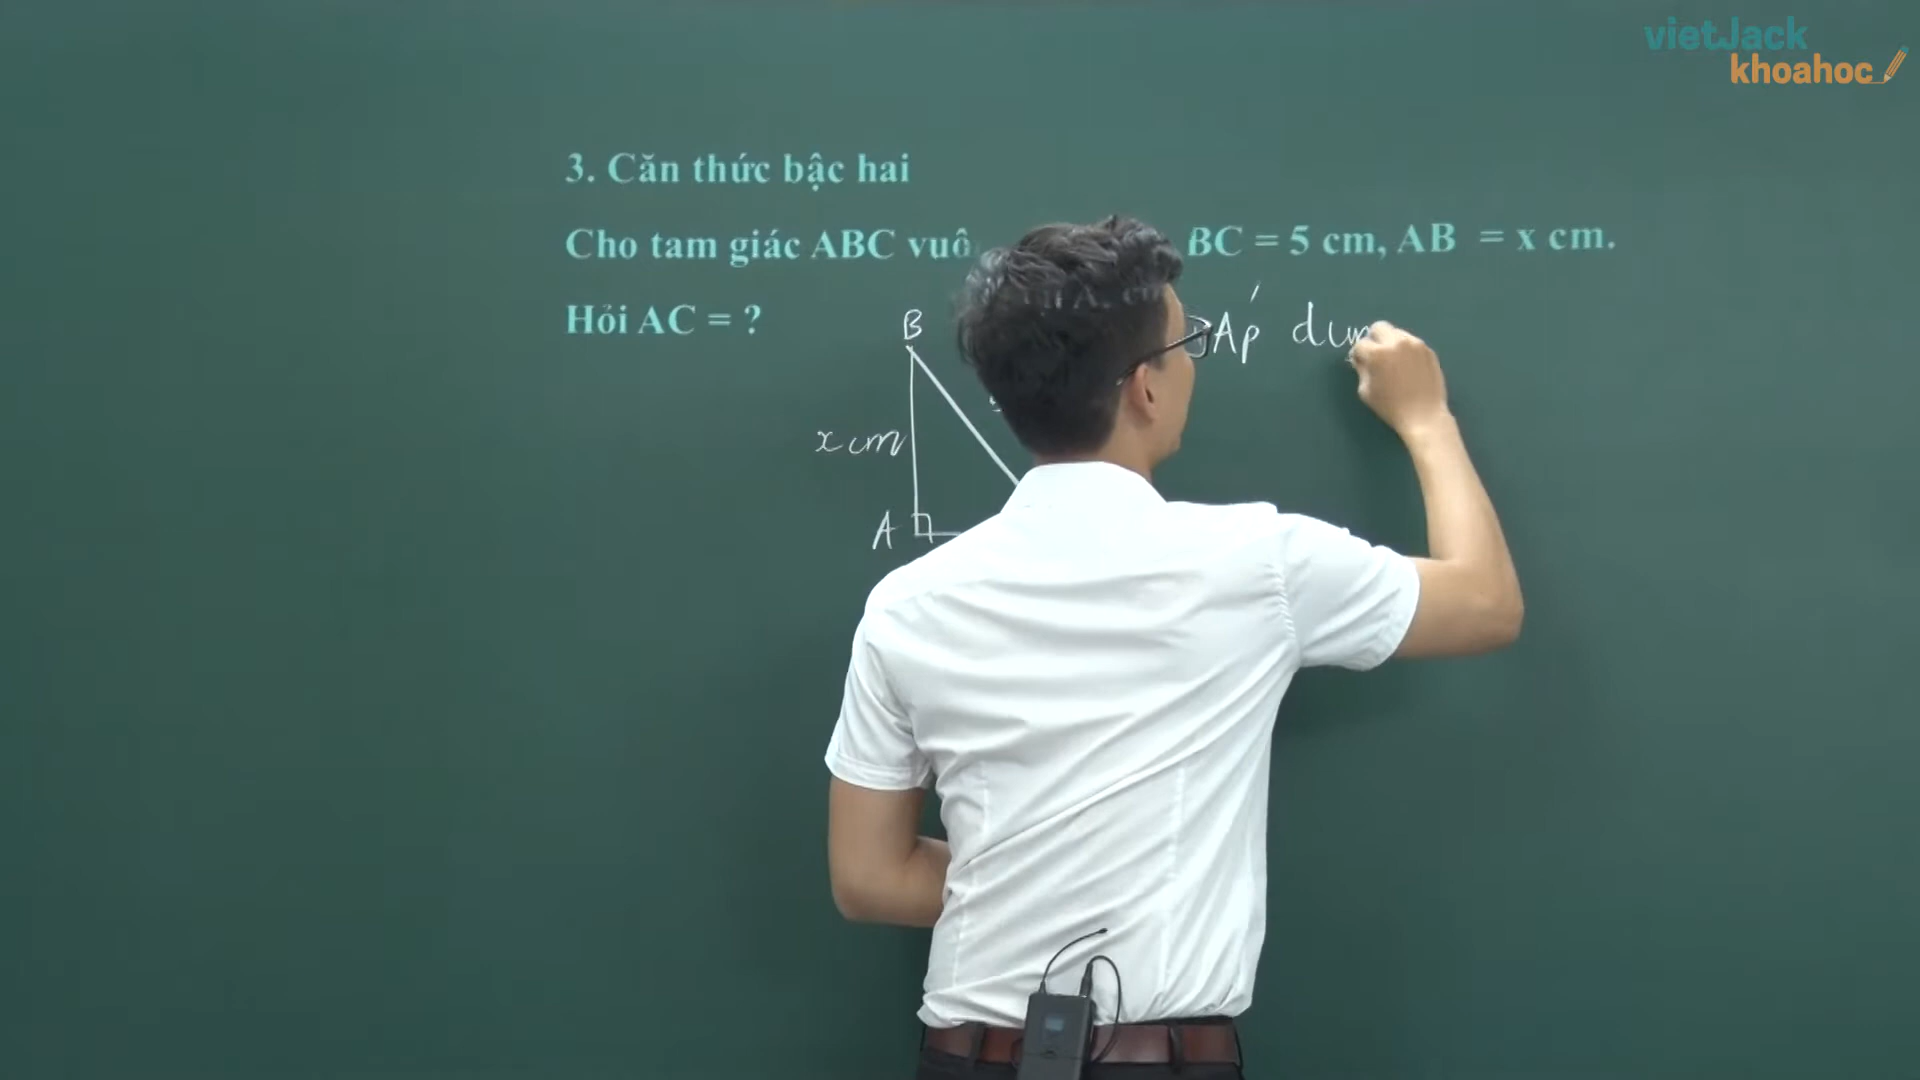 vietJack
khoahoc
3. Căn thức bậc hai
Cho tam giác ABC BC = 5 cm, AB = x cm.
Hỏi AC = ?
B
Áp
x cm
A